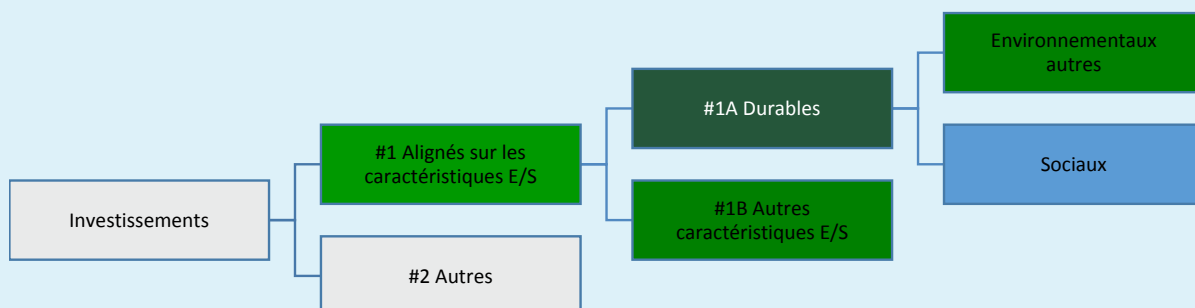 Investissements
#1 Alignés sur les
caractéristiques E/S
#2 Autres
#1A Durables
#1B Autres
caractéristiques E/S
Environnementaux
autres
Sociaux